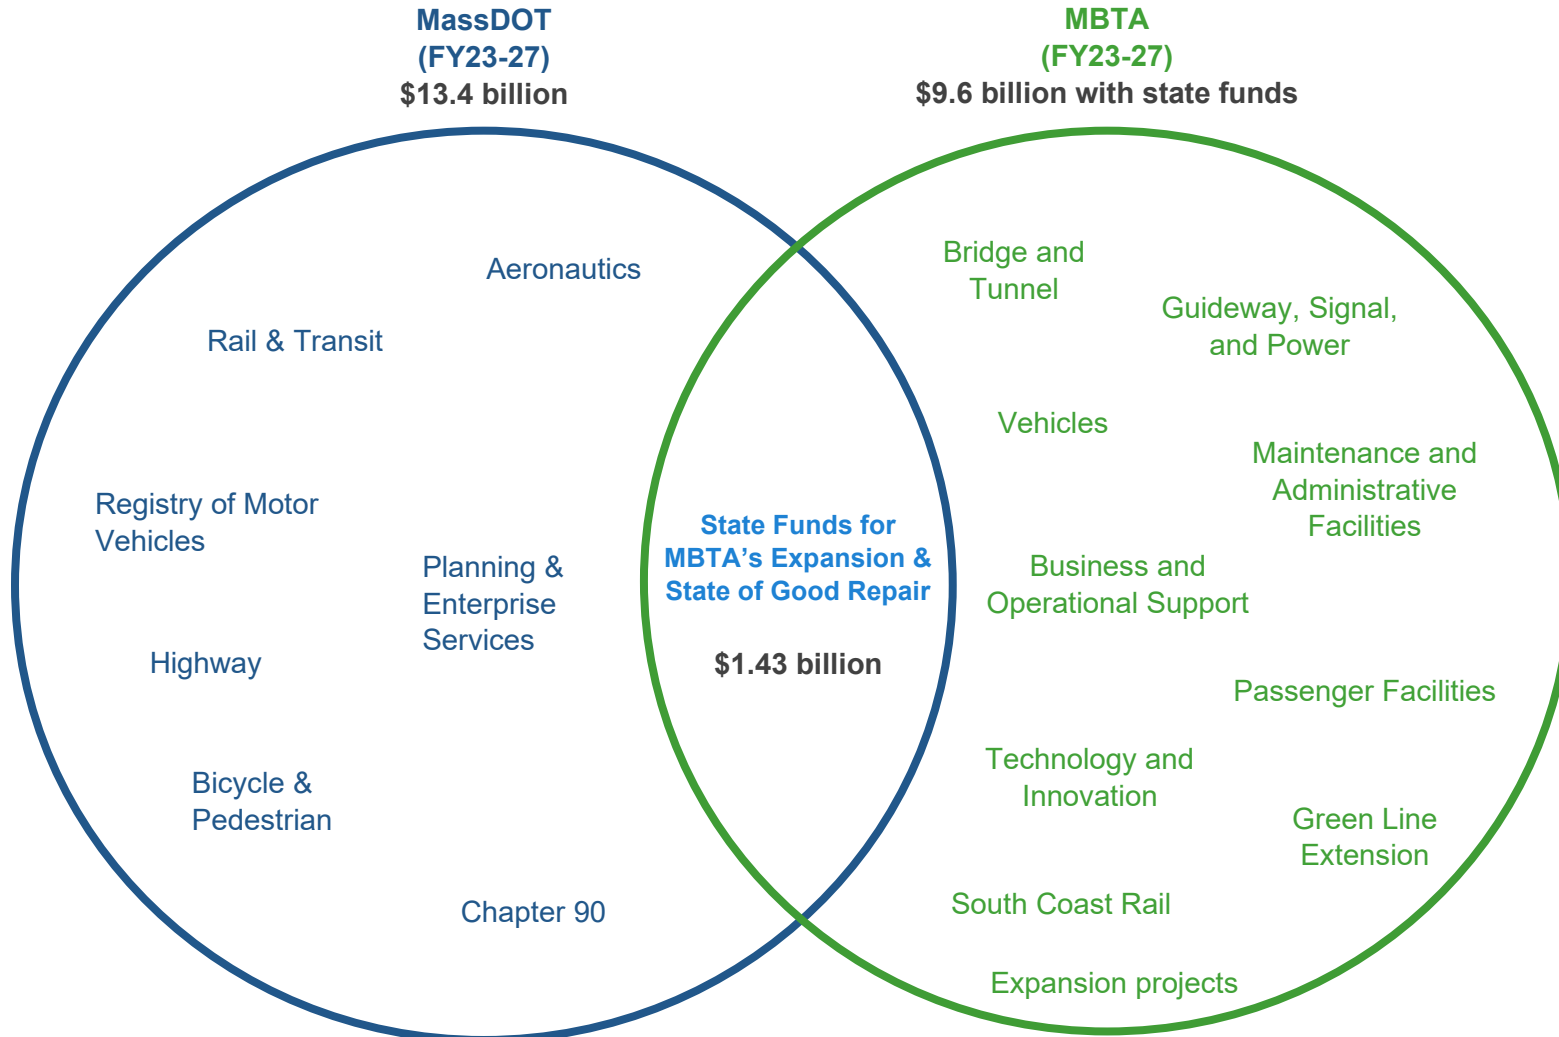 MassDOT
(FY23-27)
$13.4 billion
MBTA
(FY23-27)
$9.6 billion with state funds
Aeronautics
Rail & Transit
Registry of Motor
Vehicles
Planning &
Enterprise
Services
Highway
Bicycle &
Pedestrian
Chapter 90
State Funds for
MBTA’s Expansion &
State of Good Repair
$1.43 billion
Bridge and
Tunnel
Guideway, Signal,
and Power
Vehicles
Maintenance and
Administrative
Facilities
Business and
Operational Support
Passenger Facilities
Technology and
Innovation
Green Line
Extension
South Coast Rail
Expansion projects